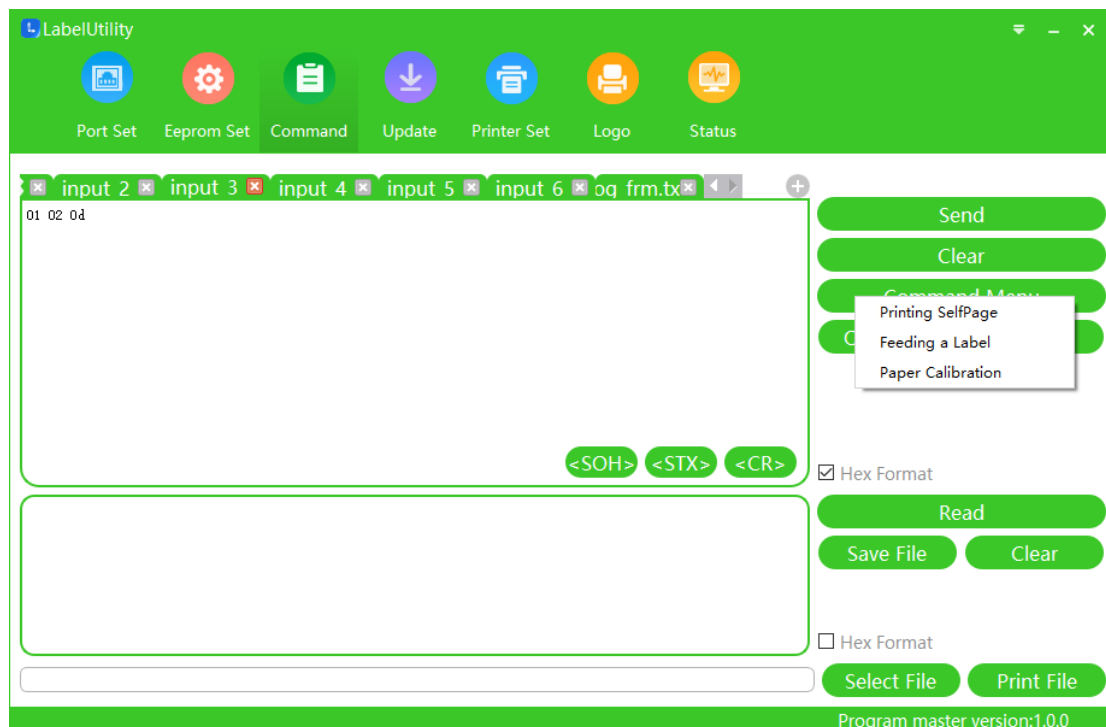 LabelUtility
Port Set Eeprom Set Command Update Printer Set Logo Status
input 2 input 3 input 4 input 5 input 6 og frm.tx
01 02 0d
Send
Clear
Command Menu
Printing SelfPage
Feeding a Label
Paper Calibration
<SOH> <STX> <CR>
Hex Format
Read
Save File Clear
Hex Format
Select File Print File
Program master version:1.0.0